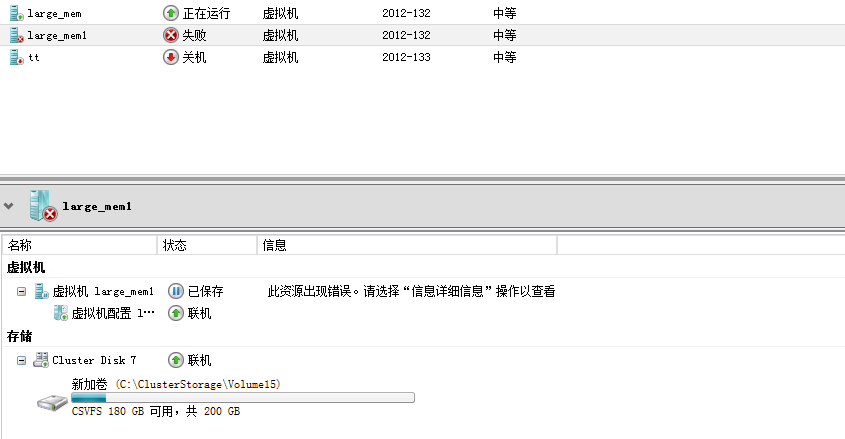 large_mem 正在运行 虚拟机 2012-132 中等
large_mem1 失败 虚拟机 2012-132 中等
tt 关机 虚拟机 2012-133 中等
large_mem1
名称 状态 信息
虚拟机
虚拟机 large_mem1 已保存 此资源出现错误。请选择“信息详细信息”操作以查看
虚拟机配置 l… 联机
存储
Cluster Disk 7 联机
新加卷 (C:\ClusterStorage\Volume15)
CSVFS 180 GB 可用，共 200 GB